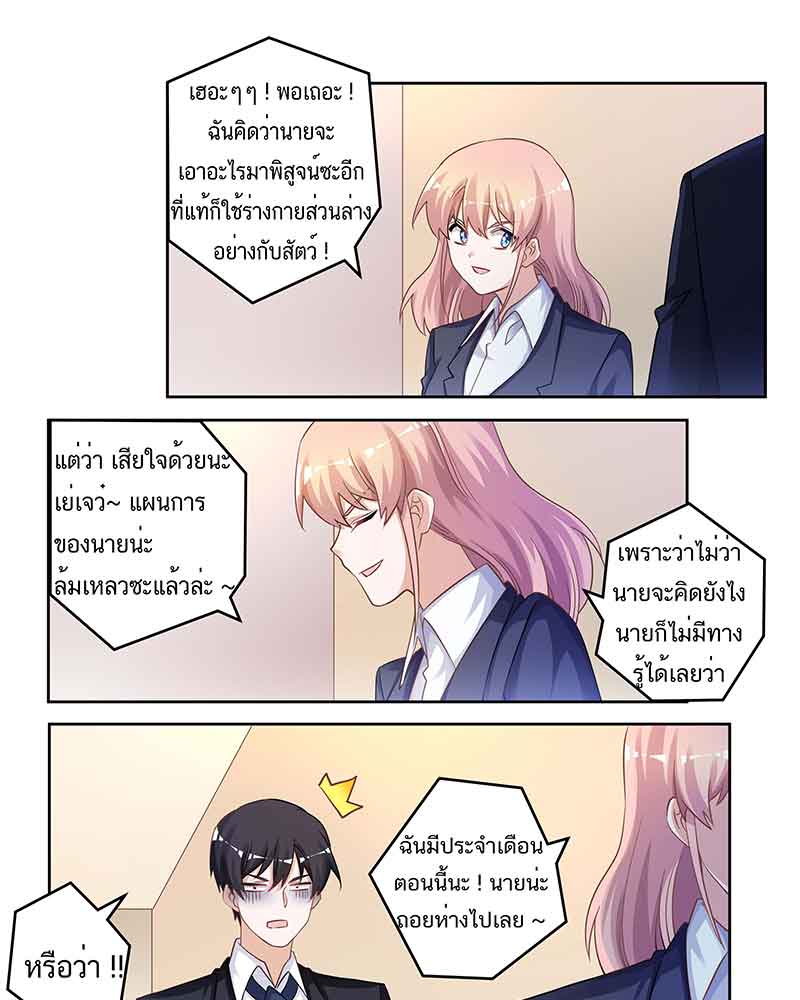 เฮอะๆๆ ! พอเถอะ !
ฉันคิดว่านายจะ
เอาอะไรมาพิสูจน์ซะอีก
ที่แท้ก็ใช้ร่างกายส่วนล่าง
อย่างกับสัตว์ !
แต่ว่า เสียใจด้วยนะ
เย่เจว๋~ แผนการ
ของนายน่ะ
ล้มเหลวซะแล้วล่ะ ~
เพราะว่าไม่ว่า
นายจะคิดยังไง
นายก็ไม่มีทาง
รู้ได้เลยว่า
ฉันมีประจำเดือน
ตอนนี้นะ ! นายน่ะ
ถอยห่างไปเลย ~
หรือว่า !!